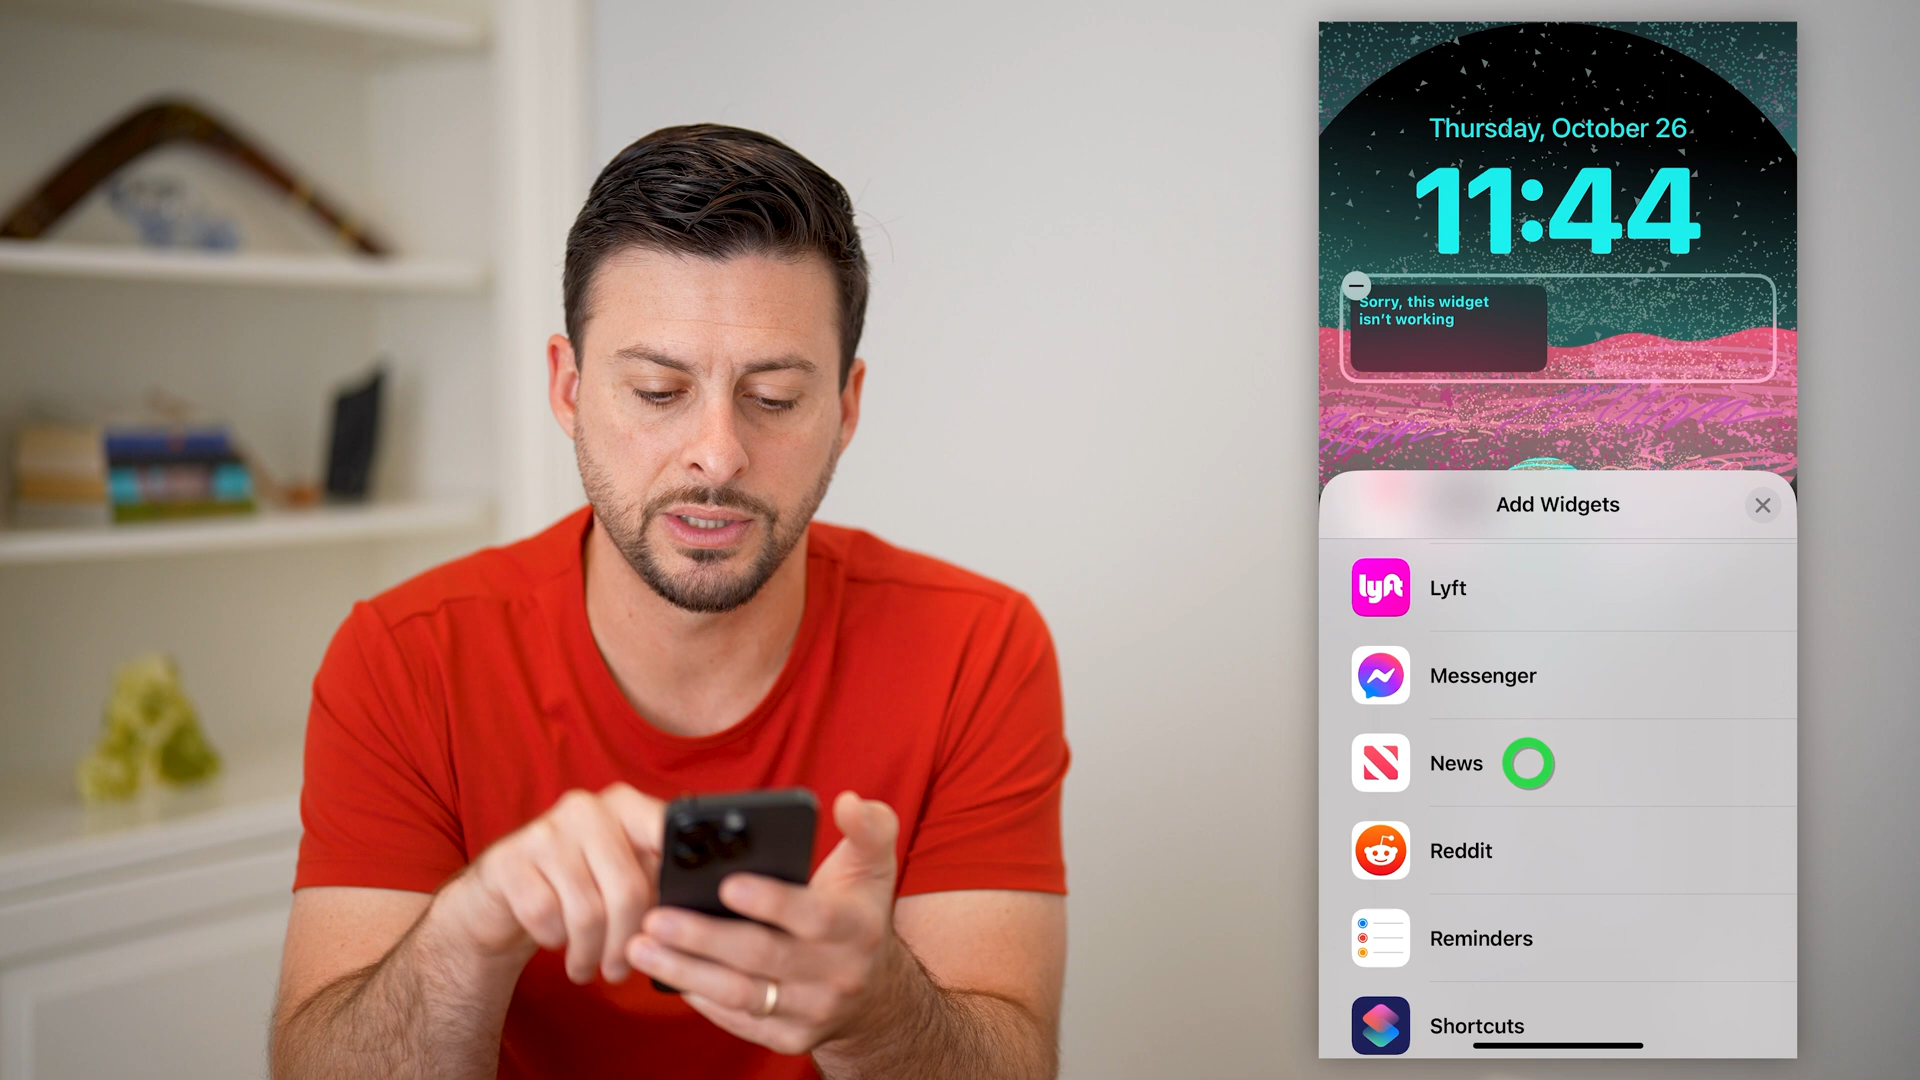 Thursday, October 26
11:44
Sorry, this widget
isn't working
Add Widgets
lyft
Lyft
Messenger
News
Reddit
Reminders
Shortcuts